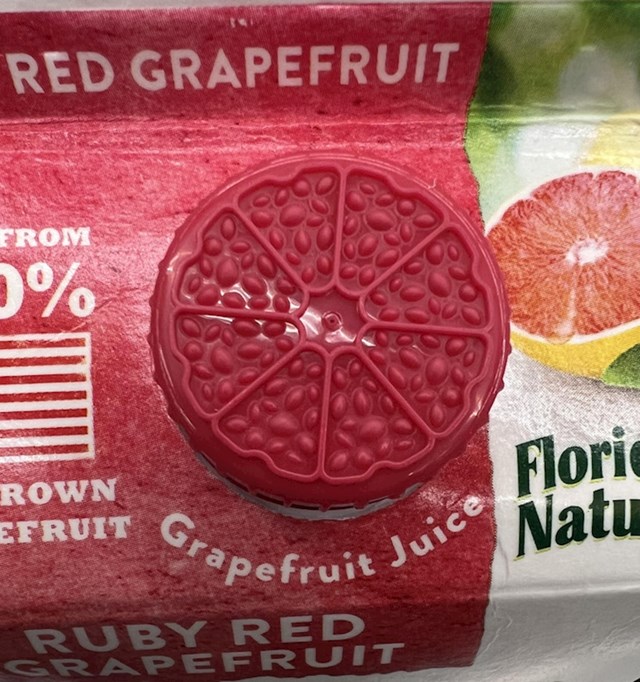 RED GRAPEFRUIT
FROM
0%
ROWN
EFRUIT
Grapefruit Juice
Florid
Natu
RUBY RED
GRAPEFRUIT